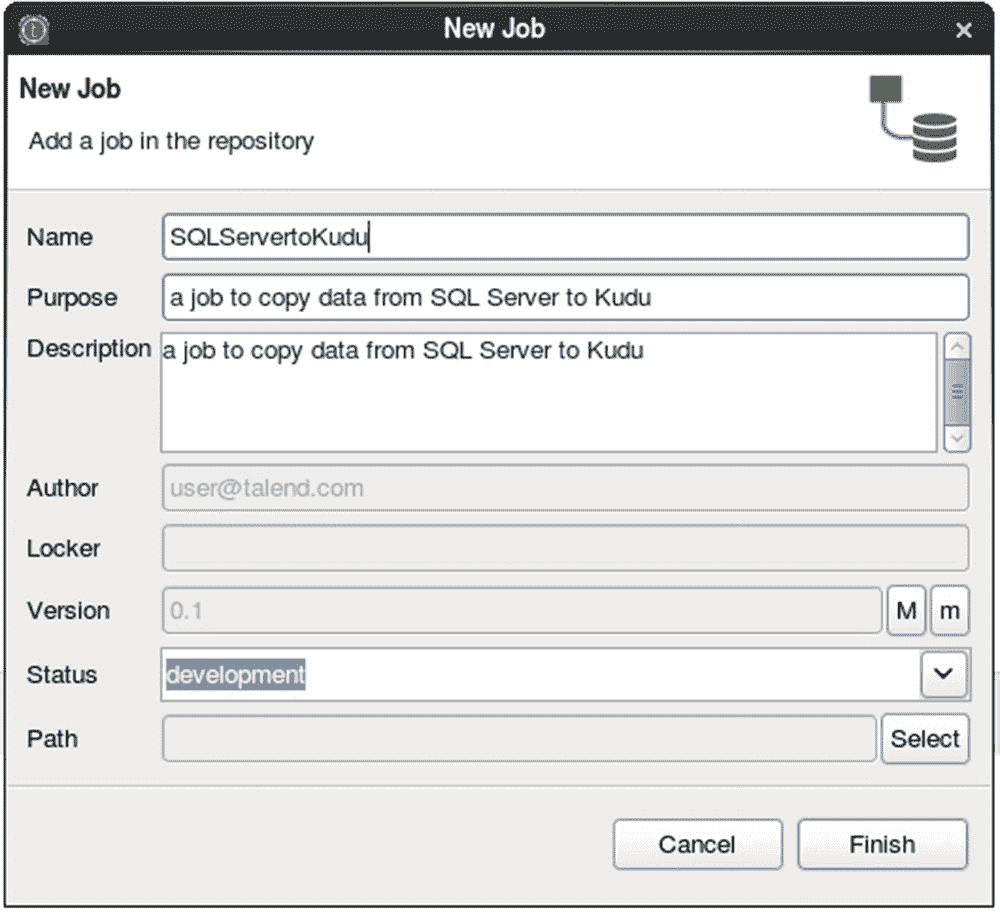 New Job
New Job
Add a job in the repository
Name SQLServertoKudu
Purpose a job to copy data from SQL Server to Kudu
Description a job to copy data from SQL Server to Kudu
Author user@talend.com
Locker
Version 0.1 M m
Status development
Path Select
Cancel Finish